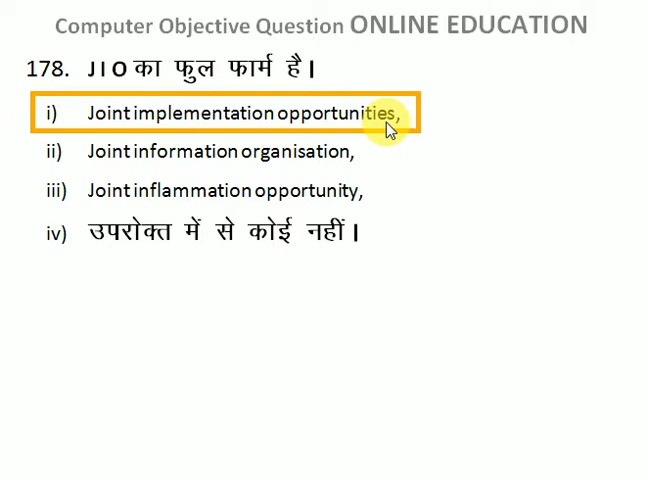 Computer Objective Question ONLINE EDUCATION
178. J I O का फुल फार्म है |
i) Joint implementation opportunities,
ii) Joint information organisation,
iii) Joint inflammation opportunity,
iv) उपरोक्त में से कोई नहीं |